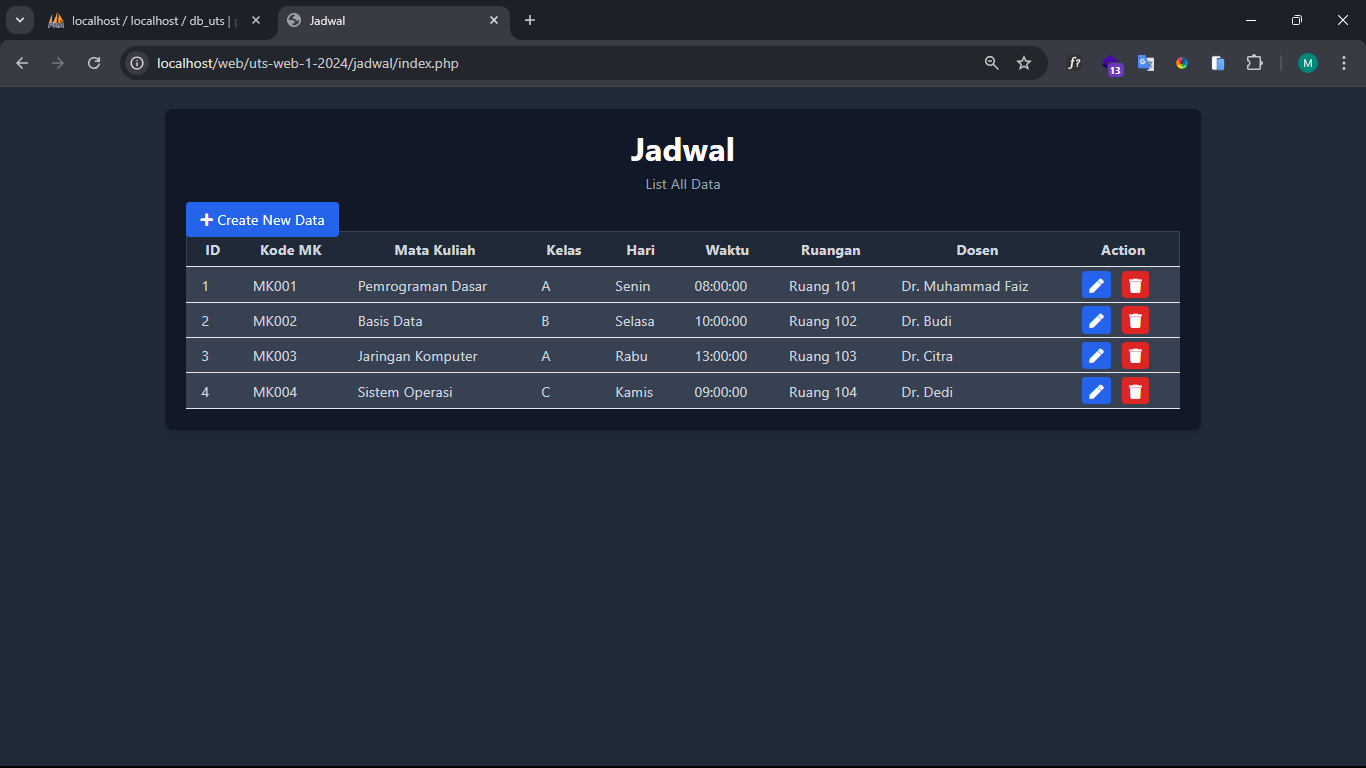 localhost / localhost / db_uts |
Jadwal
localhost/web/uts-web-1-2024/jadwal/index.php
f?
13
M
Jadwal
List All Data
Create New Data
ID Kode MK Mata Kuliah Kelas Hari Waktu Ruangan Dosen Action
1 MK001 Pemrograman Dasar A Senin 08:00:00 Ruang 101 Dr. Muhammad Faiz
2 MK002 Basis Data B Selasa 10:00:00 Ruang 102 Dr. Budi
3 MK003 Jaringan Komputer A Rabu 13:00:00 Ruang 103 Dr. Citra
4 MK004 Sistem Operasi C Kamis 09:00:00 Ruang 104 Dr. Dedi